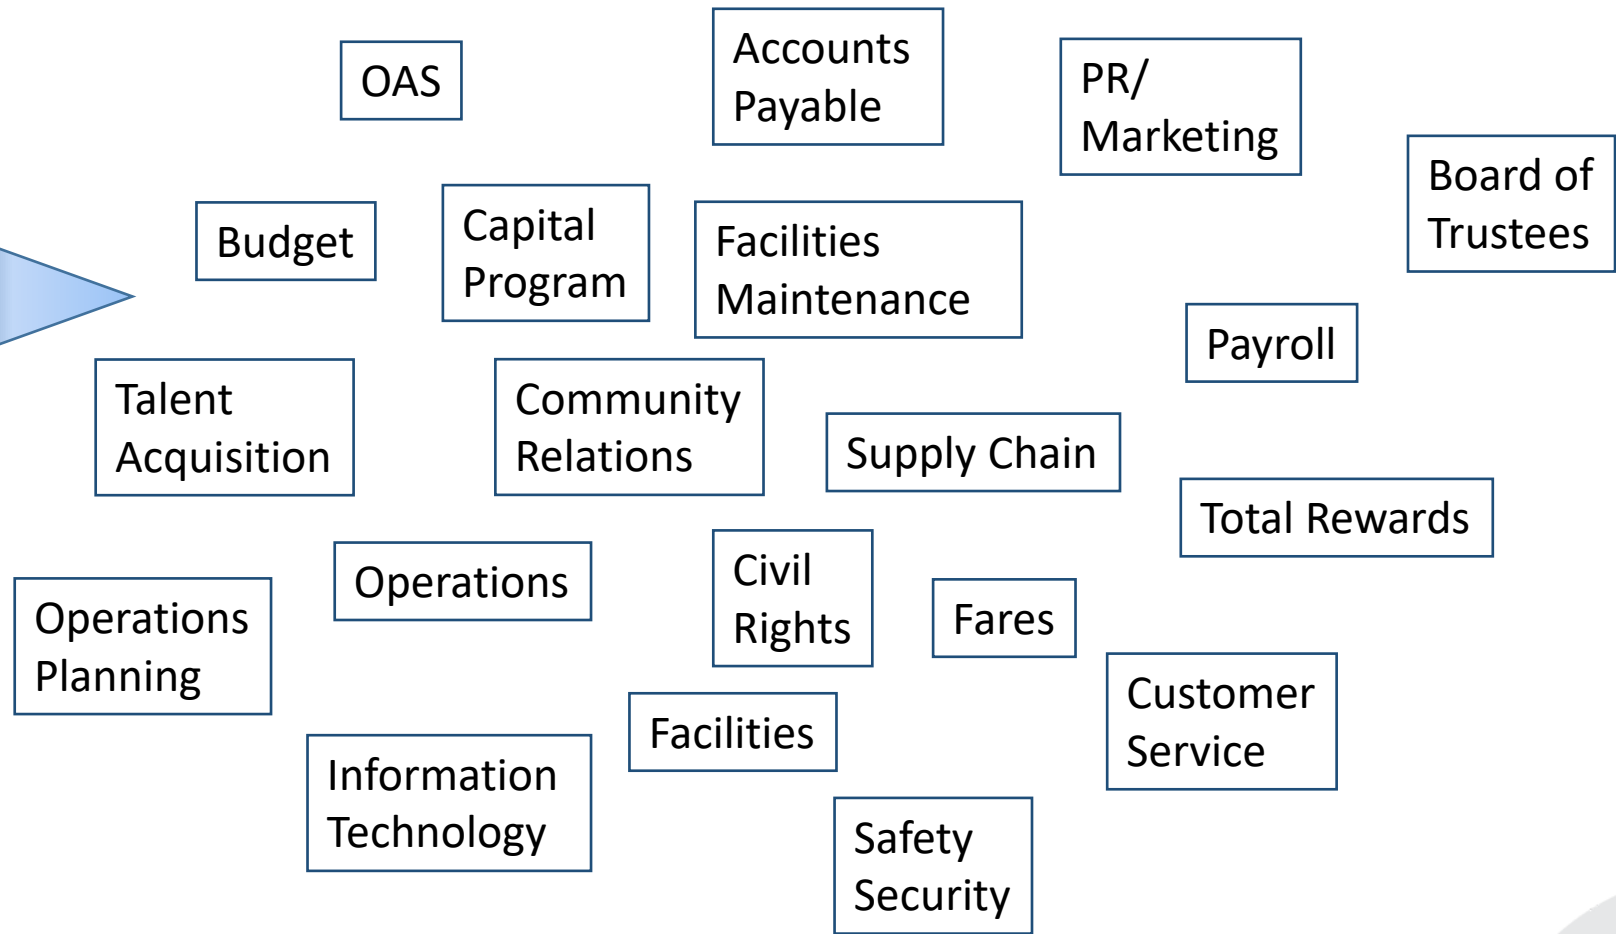 OAS
Accounts
Payable
PR/
Marketing
Board of
Trustees
Budget
Capital
Program
Facilities
Maintenance
Payroll
Talent
Acquisition
Community
Relations
Supply Chain
Total Rewards
Operations
Planning
Operations
Civil
Rights
Fares
Customer
Service
Information
Technology
Facilities
Safety
Security